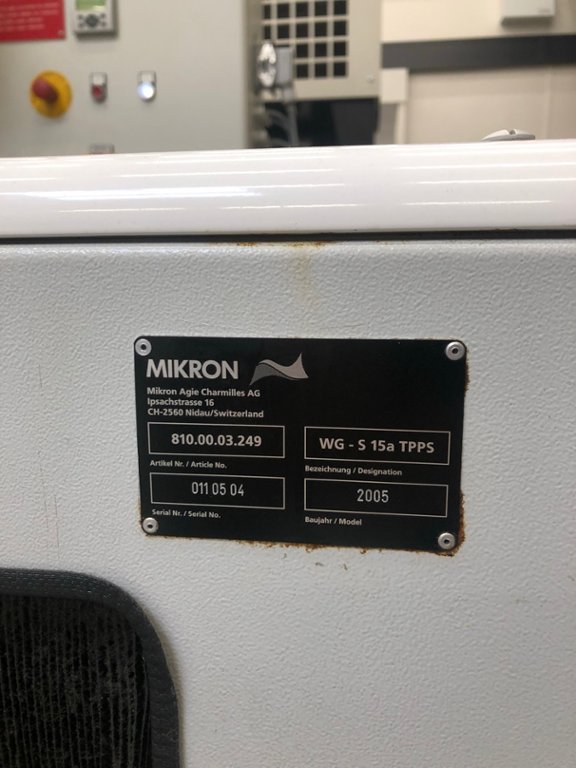 MIKRON
Mikron Agie Charmilles AG
Ipsachstrasse 16
CH-2560 Nidau/Switzerland
810.00.03.249
Artikel Nr. / Article No.
WG - S 15a TPPS
Bezeichnung / Designation
011 05 04
Serial Nr. / Serial No.
2005
Baujahr / Model